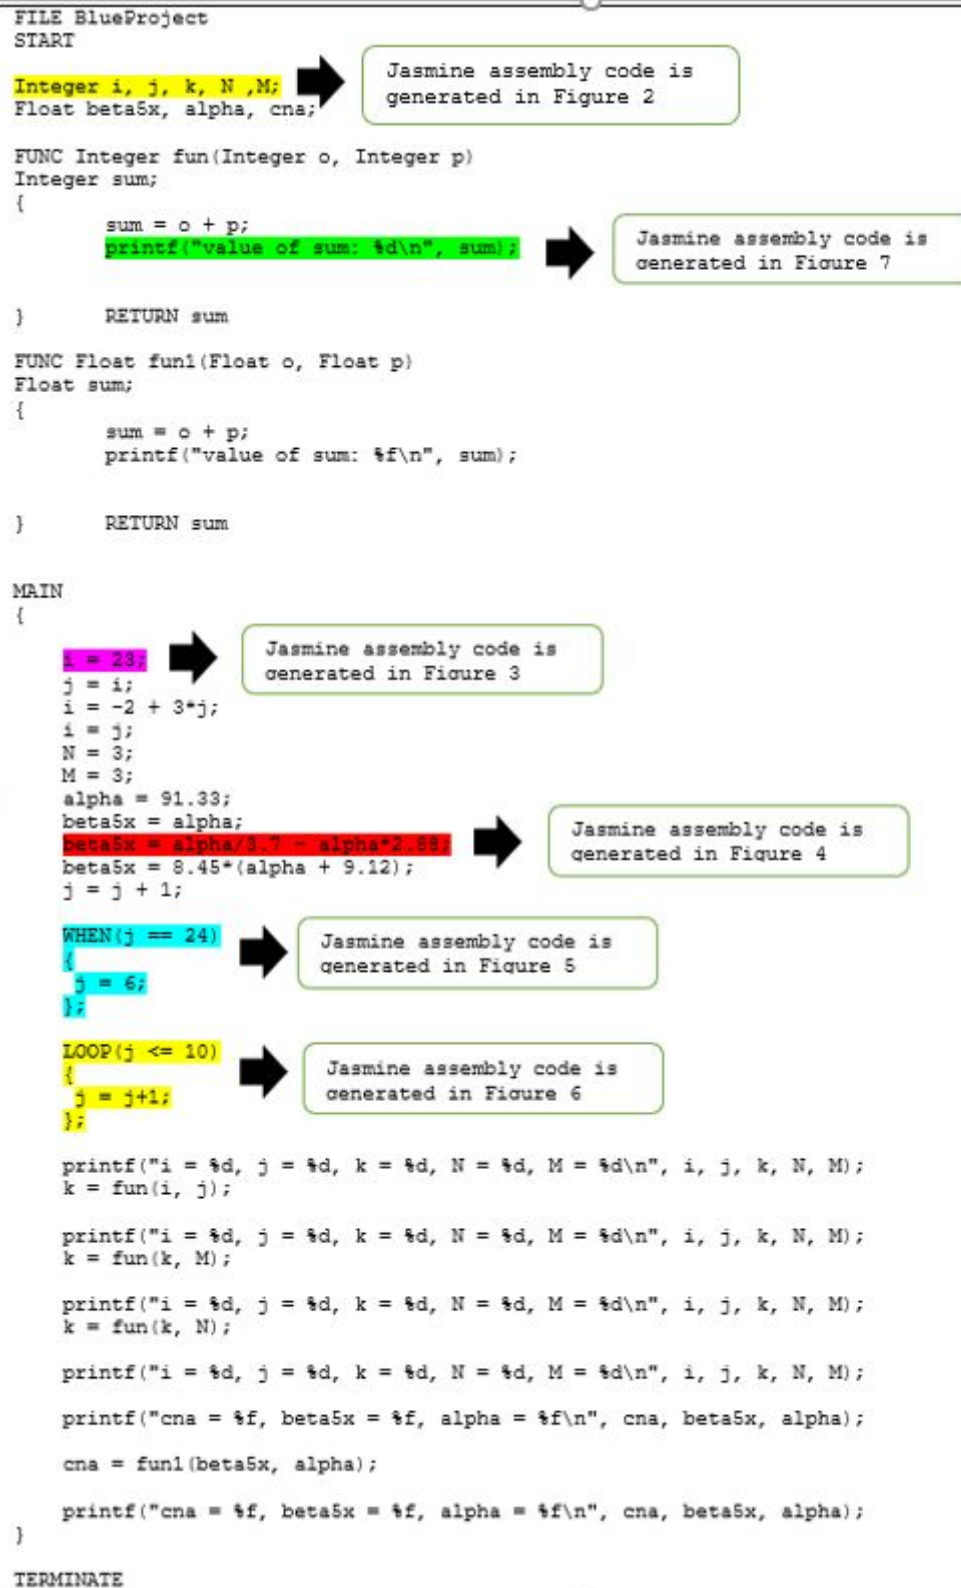 FILE BlueProject
START
Integer i, j, k, N ,M;
Float beta5x, alpha, cna;
Jasmine assembly code is
generated in Figure 2
FUNC Integer fun(Integer o, Integer p)
Integer sum;
{
sum = o + p;
printf("value of sum: %d\n", sum);
Jasmine assembly code is
generated in Figure 7
} RETURN sum
FUNC Float fun1(Float o, Float p)
Float sum;
{
sum = o + p;
printf("value of sum: %f\n", sum);
} RETURN sum
MAIN
{
i = 23;
Jasmine assembly code is
generated in Figure 3
j = i;
i = -2 + 3*j;
i = j;
N = 3;
M = 3;
alpha = 91.33;
beta5x = alpha;
beta5x = alpha/3.7 - alpha*2.88;
Jasmine assembly code is
generated in Figure 4
beta5x = 8.45*(alpha + 9.12);
j = j + 1;
WHEN(j == 24)
{
j = 6;
};
Jasmine assembly code is
generated in Figure 5
LOOP(j <= 10)
{
j = j+1;
};
Jasmine assembly code is
generated in Figure 6
printf("i = %d, j = %d, k = %d, N = %d, M = %d\n", i, j, k, N, M);
k = fun(i, j);
printf("i = %d, j = %d, k = %d, N = %d, M = %d\n", i, j, k, N, M);
k = fun(k, M);
printf("i = %d, j = %d, k = %d, N = %d, M = %d\n", i, j, k, N, M);
k = fun(k, N);
printf("i = %d, j = %d, k = %d, N = %d, M = %d\n", i, j, k, N, M);
printf("cna = %f, beta5x = %f, alpha = %f\n", cna, beta5x, alpha);
cna = fun1(beta5x, alpha);
printf("cna = %f, beta5x = %f, alpha = %f\n", cna, beta5x, alpha);
}
TERMINATE